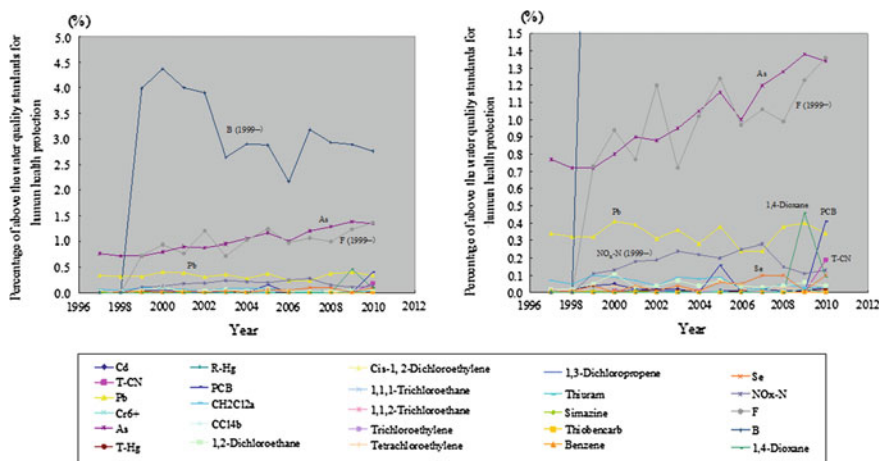 (%)
Percentage of above the water quality standards for
human health protection
5.0
4.5
4.0
3.5
3.0
2.5
2.0
1.5
1.0
0.5
0.0
B (1999~)
As
F (1999~)
Pb
1996 1998 2000 2002 2004 2006 2008 2010 2012
Year
(%)
Percentage of above the water quality standards for
human health protection
1.5
1.4
1.3
1.2
1.1
1.0
0.9
0.8
0.7
0.6
0.5
0.4
0.3
0.2
0.1
0.0
As
F (1999~)
1,4-Dioxane
PCB
Pb
NOx-N (1999~)
Se
T-CN
1996 1998 2000 2002 2004 2006 2008 2010 2012
Year
Cd
T-CN
Pb
Cr6+
As
T-Hg
R-Hg
PCB
CH2C12a
CC14b
1,2-Dichloroethane
Cis-1, 2-Dichloroethylene
1,1,1-Trichloroethane
1,1,2-Trichloroethane
Trichloroethylene
Tetrachloroethylene
1,3-Dichloropropene
Thiuram
Simazine
Thiobencarb
Benzene
Se
NOx-N
F
B
1,4-Dioxane